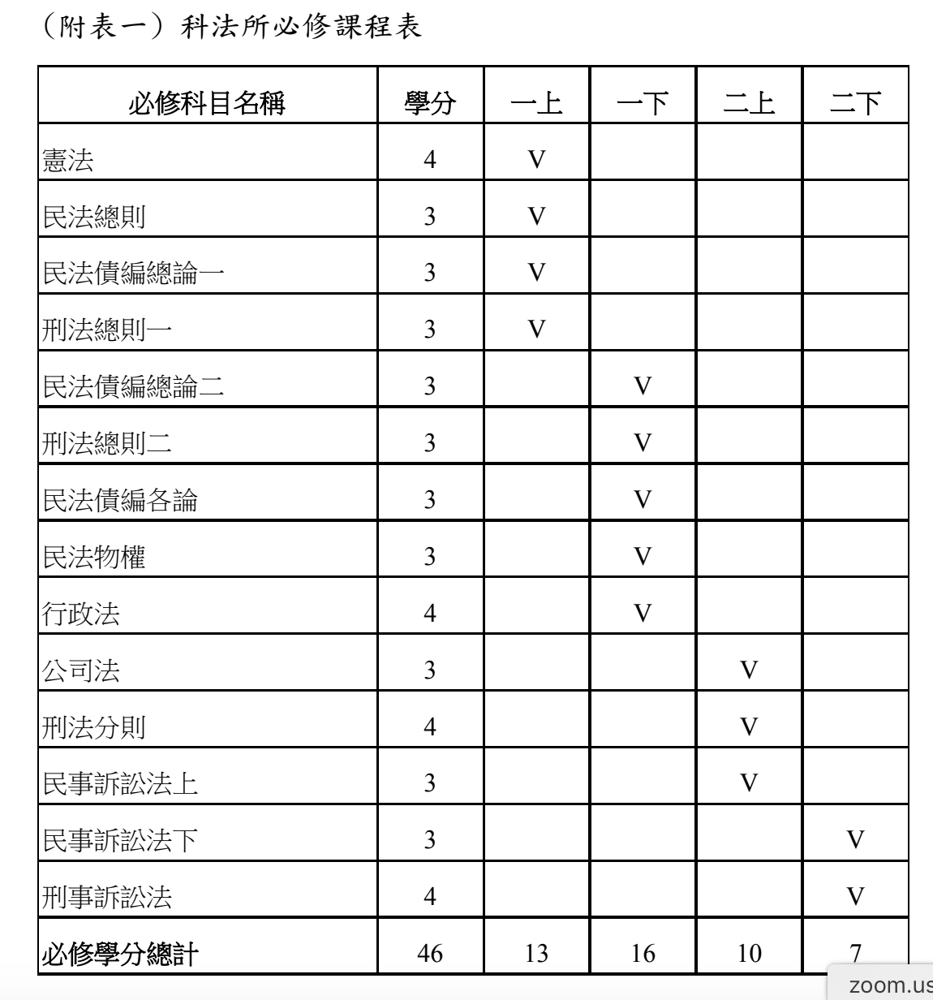 （附表一）科法所必修課程表
必修科目名稱 學分 一上 一下 二上 二下
憲法 4 V
民法總則 3 V
民法債編總論一 3 V
刑法總則一 3 V
民法債編總論二 3 V
刑法總則二 3 V
民法債編各論 3 V
民法物權 3 V
行政法 4 V
公司法 3 V
刑法分則 4 V
民事訴訟法上 3 V
民事訴訟法下 3 V
刑事訴訟法 4 V
必修學分總計 46 13 16 10 7
zoom.us